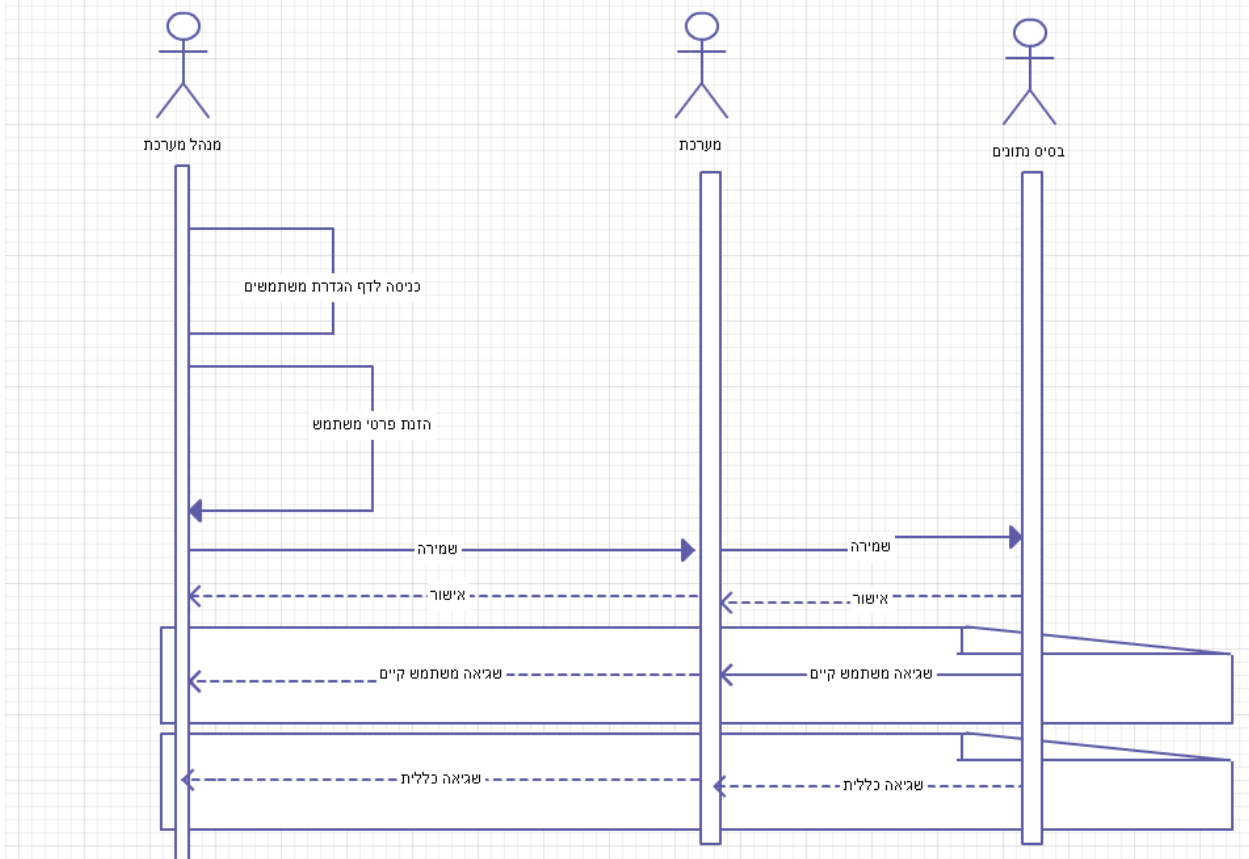 מנהל מערכת
מערכת
בסיס נתונים
כניסה לדף הגדרת משתמשים
הזנת פרטי משתמש
שמירה
שמירה
אישור
אישור
שגיאה משתמש קיים
שגיאה משתמש קיים
שגיאה כללית
שגיאה כללית